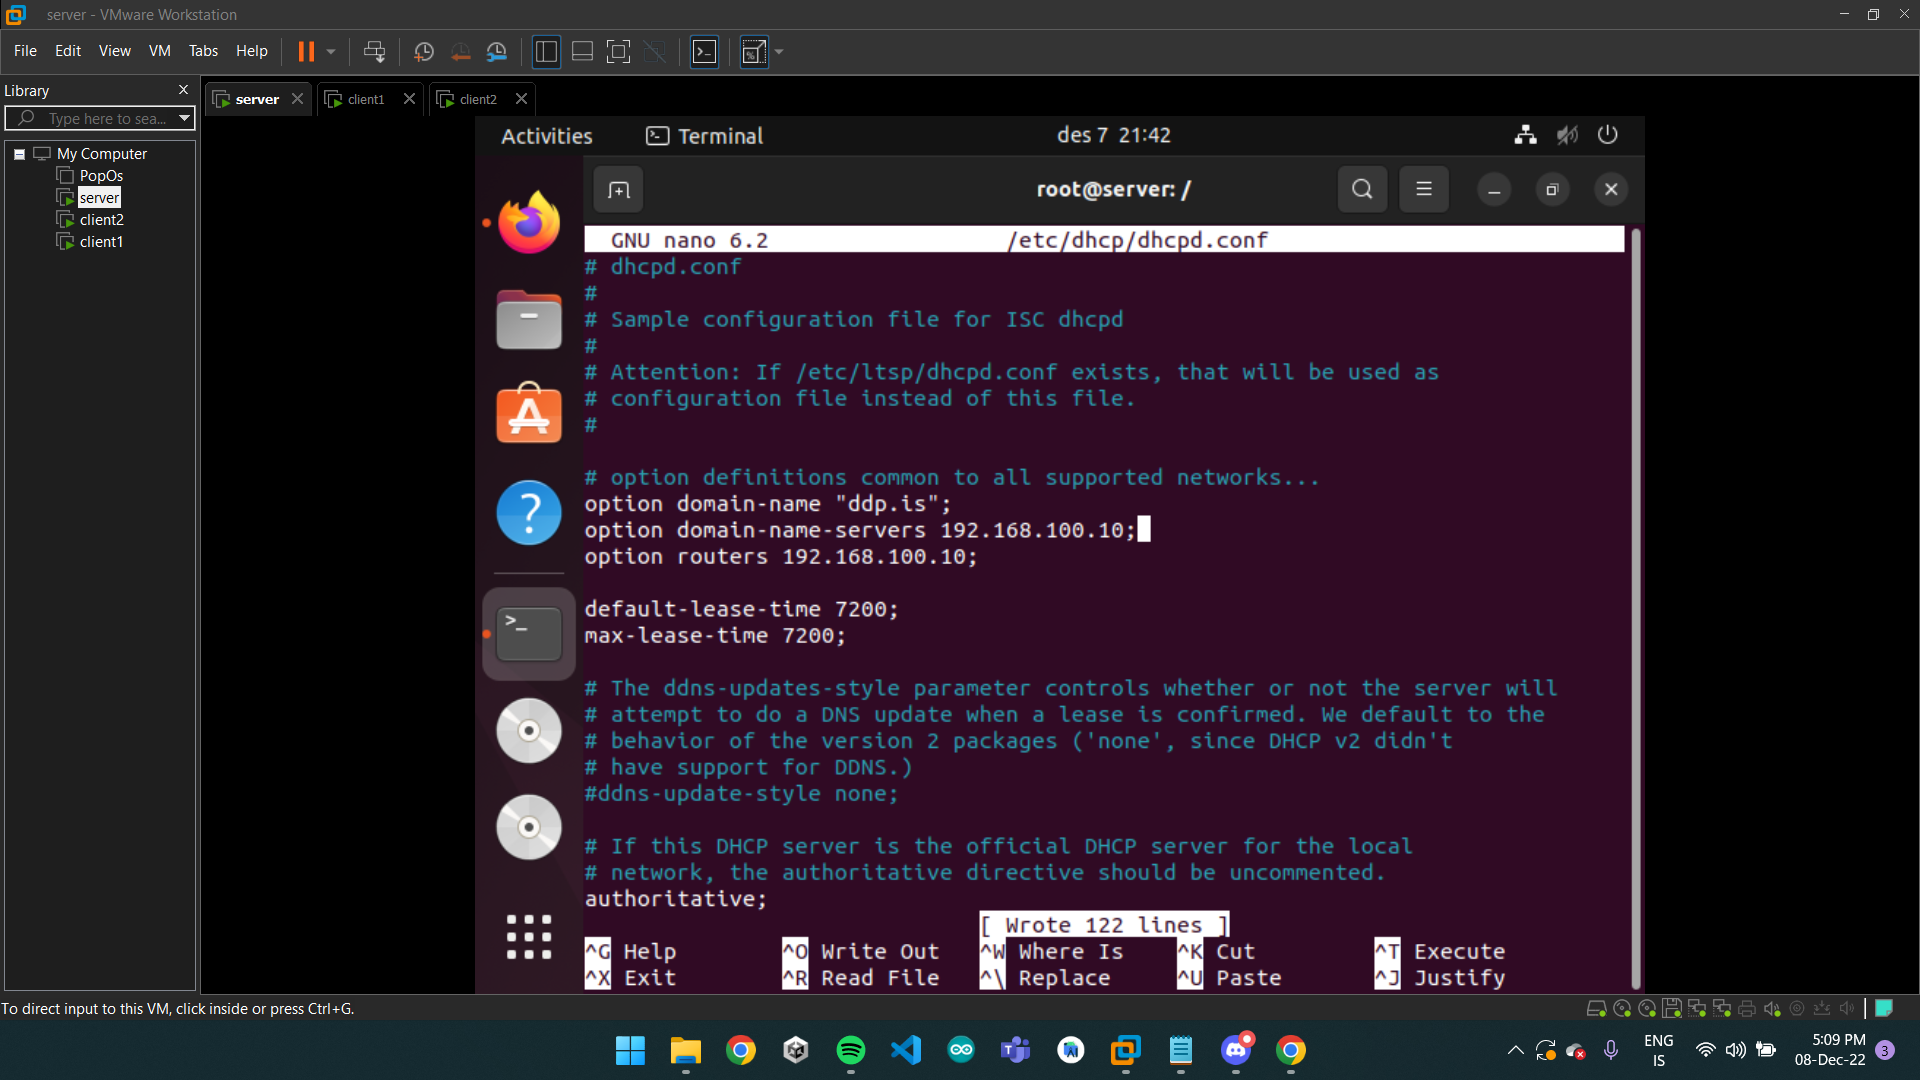 server - VMware Workstation
File Edit View VM Tabs Help
Library
Type here to sea...
My Computer
PopOs
server
client2
client1
server client1 client2
Activities Terminal des 7 21:42
root@server: /
GNU nano 6.2 /etc/dhcp/dhcpd.conf
# dhcpd.conf
#
# Sample configuration file for ISC dhcpd
#
# Attention: If /etc/ltsp/dhcpd.conf exists, that will be used as
# configuration file instead of this file.
#
# option definitions common to all supported networks...
option domain-name "ddp.is";
option domain-name-servers 192.168.100.10;
option routers 192.168.100.10;
default-lease-time 7200;
max-lease-time 7200;
# The ddns-updates-style parameter controls whether or not the server will
# attempt to do a DNS update when a lease is confirmed. We default to the
# behavior of the version 2 packages ('none', since DHCP v2 didn't
# have support for DDNS.)
#ddns-update-style none;
# If this DHCP server is the official DHCP server for the local
# network, the authoritative directive should be uncommented.
authoritative;
[ Wrote 122 lines ]
^G Help ^O Write Out ^W Where Is ^K Cut ^T Execute
^X Exit ^R Read File ^\ Replace ^U Paste ^J Justify
To direct input to this VM, click inside or press Ctrl+G.
ENG
IS
5:09 PM
08-Dec-22
3